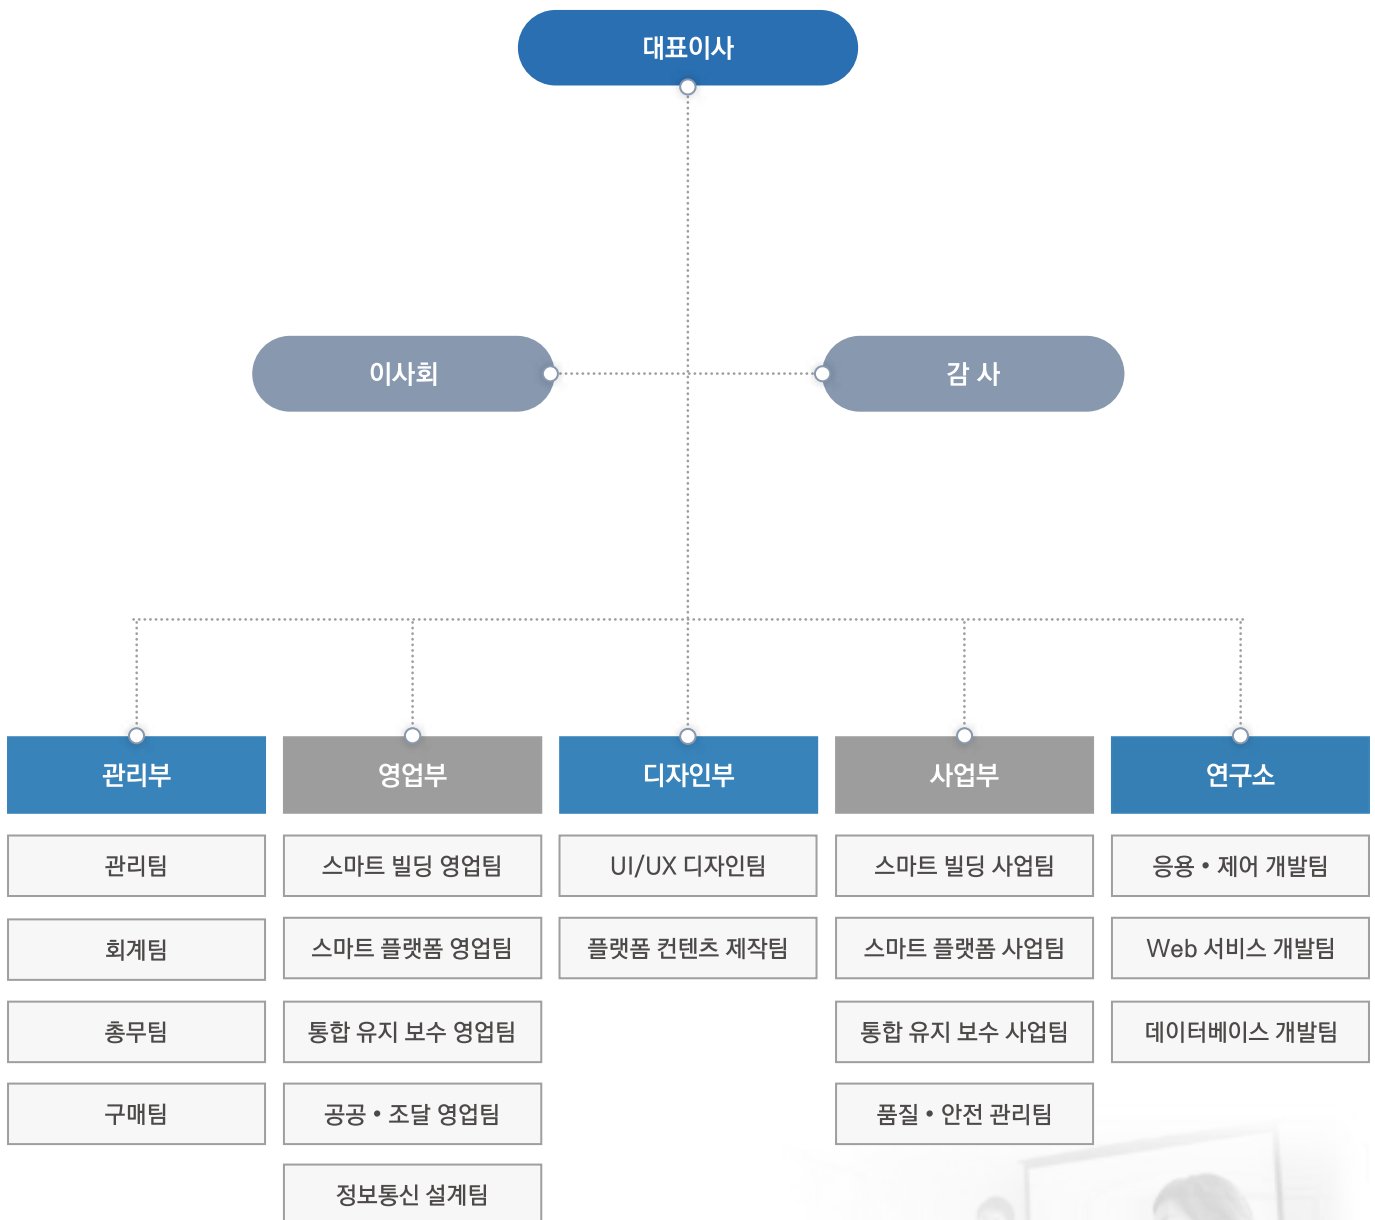 대표이사
이사회
감 사
관리부
영업부
디자인부
사업부
연구소
관리팀
스마트 빌딩 영업팀
UI/UX 디자인팀
스마트 빌딩 사업팀
응용 • 제어 개발팀
회계팀
스마트 플랫폼 영업팀
플랫폼 컨텐츠 제작팀
스마트 플랫폼 사업팀
Web 서비스 개발팀
총무팀
통합 유지 보수 영업팀
통합 유지 보수 사업팀
데이터베이스 개발팀
구매팀
공공 • 조달 영업팀
품질 • 안전 관리팀
정보통신 설계팀